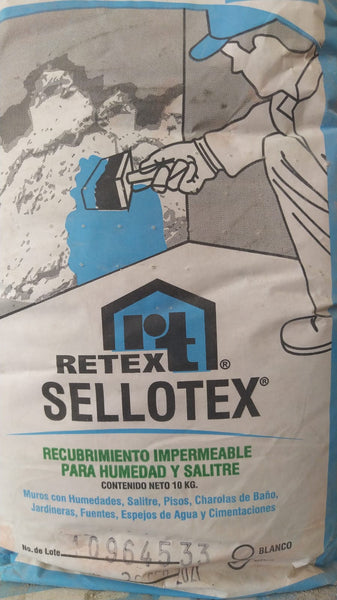 rt
RETEX®
SELLOTEX®
RECUBRIMIENTO IMPERMEABLE
PARA HUMEDAD Y SALITRE
CONTENIDO NETO 10 KG.
Muros con Humedades, Salitre, Pisos, Charolas de Baño,
Jardineras, Fuentes, Espejos de Agua y Cimentaciones
No. de Lote 10964533
2021
BLANCO